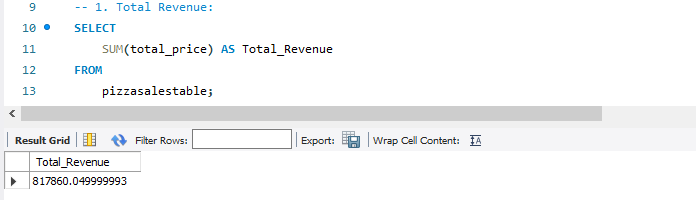 9 -- 1. Total Revenue:
10 SELECT
11 SUM(total_price) AS Total_Revenue
12 FROM
13 pizzasalestable;
Result Grid Filter Rows: Export: Wrap Cell Content:
Total_Revenue
817860.049999993